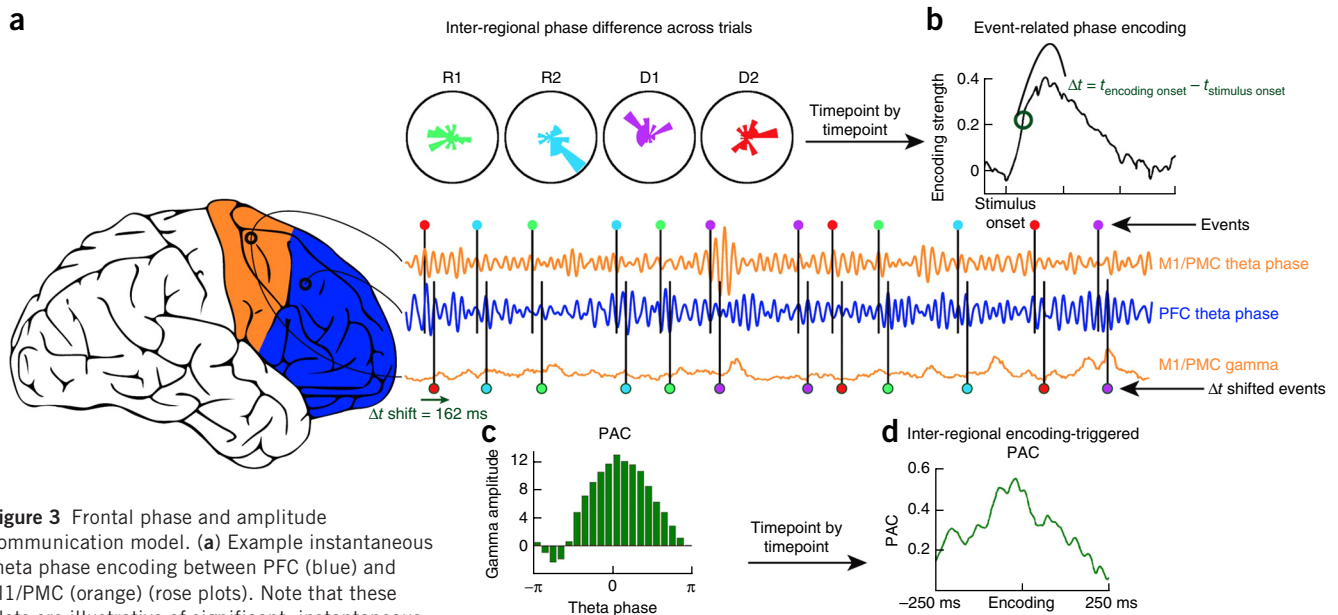 a
Inter-regional phase difference across trials
R1 R2 D1 D2
Timepoint by
timepoint
b
Event-related phase encoding
Encoding strength
0.4
0.2
0
Δt = t encoding onset − t stimulus onset
Stimulus
onset
Events
M1/PMC theta phase
PFC theta phase
M1/PMC gamma
Δt shifted events
Δt shift = 162 ms
c
PAC
Gamma amplitude
12
8
4
0
−π 0 π
Theta phase
Timepoint by
timepoint
d
Inter-regional encoding-triggered
PAC
PAC
0.6
0.4
0.2
−250 ms Encoding 250 ms
igure 3 Frontal phase and amplitude
ommunication model. (a) Example instantaneous
heta phase encoding between PFC (blue) and
M1/PMC (orange) (rose plots). Note that these